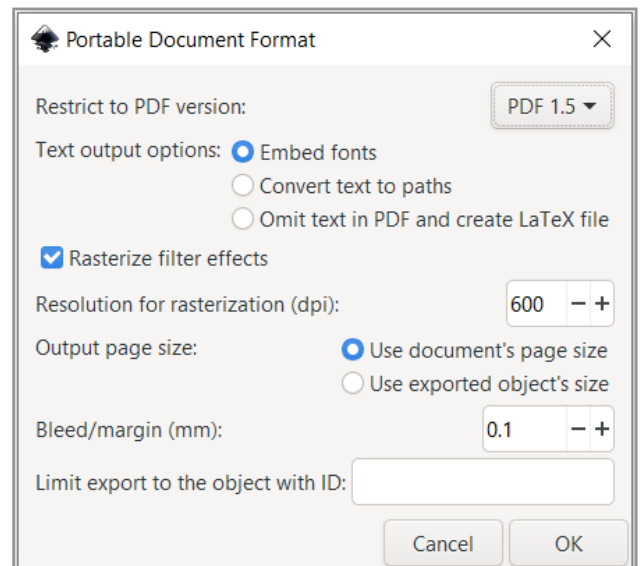 Portable Document Format
Restrict to PDF version: PDF 1.5
Text output options: Embed fonts
Convert text to paths
Omit text in PDF and create LaTeX file
Rasterize filter effects
Resolution for rasterization (dpi): 600 − +
Output page size: Use document's page size
Use exported object's size
Bleed/margin (mm): 0.1 − +
Limit export to the object with ID:
Cancel OK